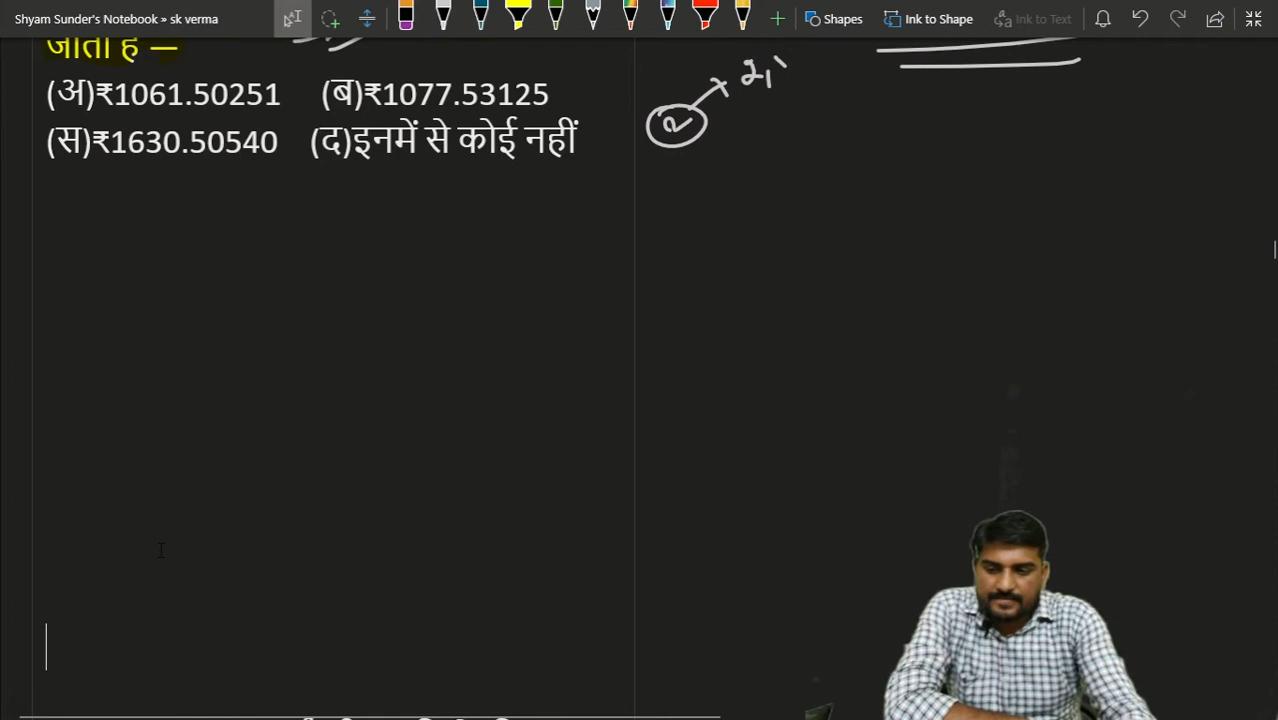 Shyam Sunder's Notebook » sk verma
Shapes
Ink to Shape
Ink to Text
जाता है —
(अ)₹1061.50251 (ब)₹1077.53125
(स)₹1630.50540 (द)इनमें से कोई नहीं